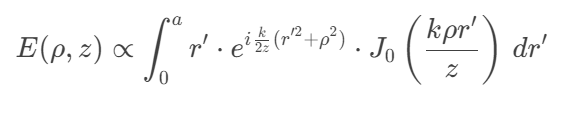 E(ρ, z) ∝ ∫₀ᵃ r′ · e^{i k/2z (r′²+ρ²)} · J₀ (kρr′/z) dr′